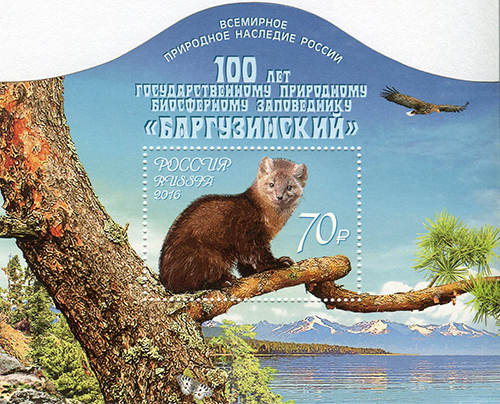 ВСЕМИРНОЕ
ПРИРОДНОЕ НАСЛЕДИЕ РОССИИ
100 ЛЕТ
ГОСУДАРСТВЕННОМУ ПРИРОДНОМУ
БИОСФЕРНОМУ ЗАПОВЕДНИКУ
«БАРГУЗИНСКИЙ»
РОССИЯ
RUSSIA
2016
70₽